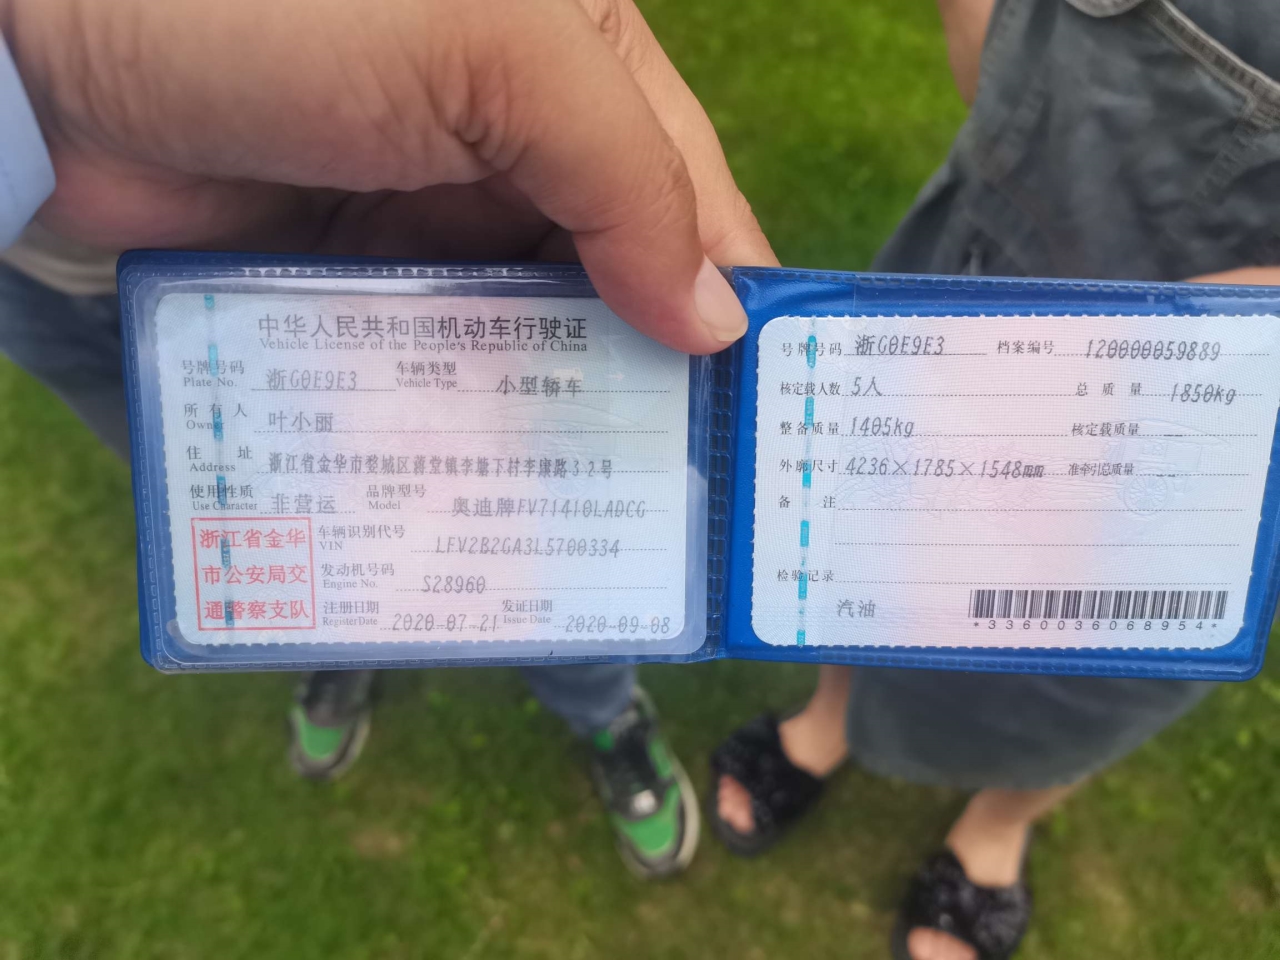 中华人民共和国机动车行驶证
Vehicle License of the People's Republic of China
号牌号码 浙G0E9E3 车辆类型 小型轿车
Plate No. Vehicle Type
所有人 叶小丽
Owner
住址 浙江省金华市婺城区蒋堂镇李塘下村李康路32号
Address
使用性质 非营运 品牌型号 奥迪牌FV71410LADCG
Use Character Model
浙江省金华
市公安局交
通警察支队
车辆识别代号 LFV2B2GA3L5700334
VIN
发动机号码 S28960
Engine No.
注册日期 2020-07-21 发证日期 2020-09-08
Register Date Issue Date
号牌号码 浙G0E9E3 档案编号 120000059889
核定载人数 5人 总质量 1850kg
整备质量 1405kg 核定载质量 --
外廓尺寸 4236×1785×1548mm 准牵引总质量 --
备注
检验记录
汽油
*3360036068954*